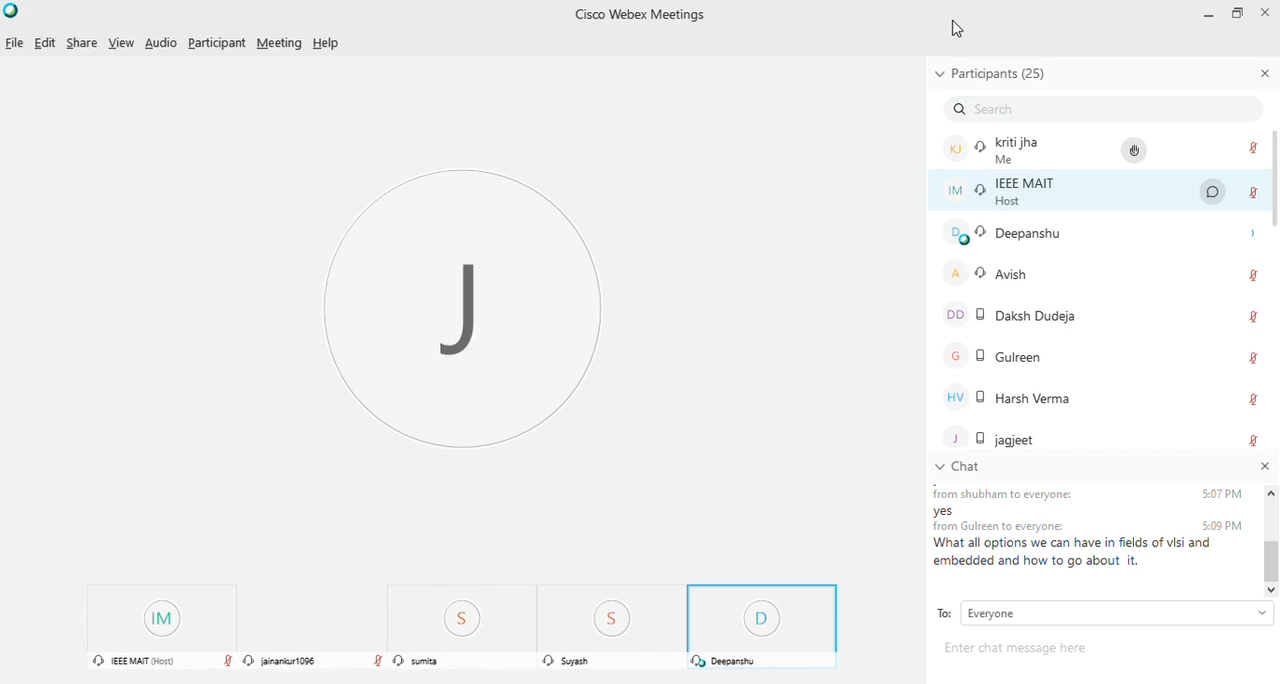 Cisco Webex Meetings
File Edit Share View Audio Participant Meeting Help
J
IM
IEEE MAIT (Host)
jainankur1096
S
sumita
S
Suyash
D
Deepanshu
Participants (25)
Search
KJ kriti jha
Me
IM IEEE MAIT
Host
D Deepanshu
A Avish
DD Daksh Dudeja
G Gulreen
HV Harsh Verma
J jagjeet
Chat
from shubham to everyone: 5:07 PM
yes
from Gulreen to everyone: 5:09 PM
What all options we can have in fields of vlsi and
embedded and how to go about it.
To: Everyone
Enter chat message here